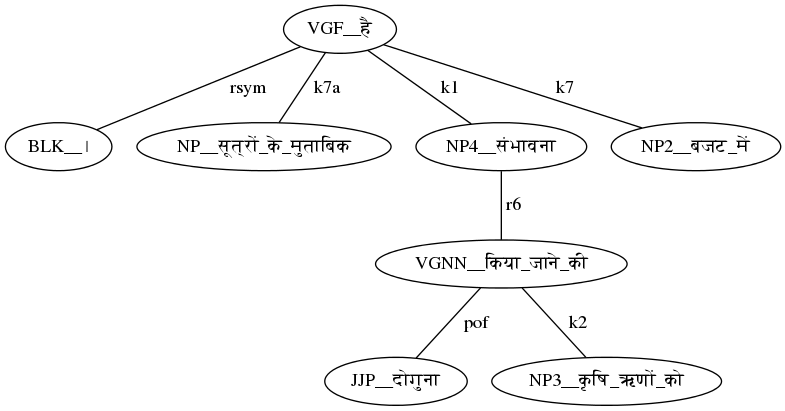 VGF__है
rsym k7a k1 k7
BLK__। NP__सूत्रों_के_मुताबिक NP4__संभावना NP2__बजट_में
r6
VGNN__किया_जाने_की
pof k2
JJP__दोगुना NP3__कृषि_ऋणों_को